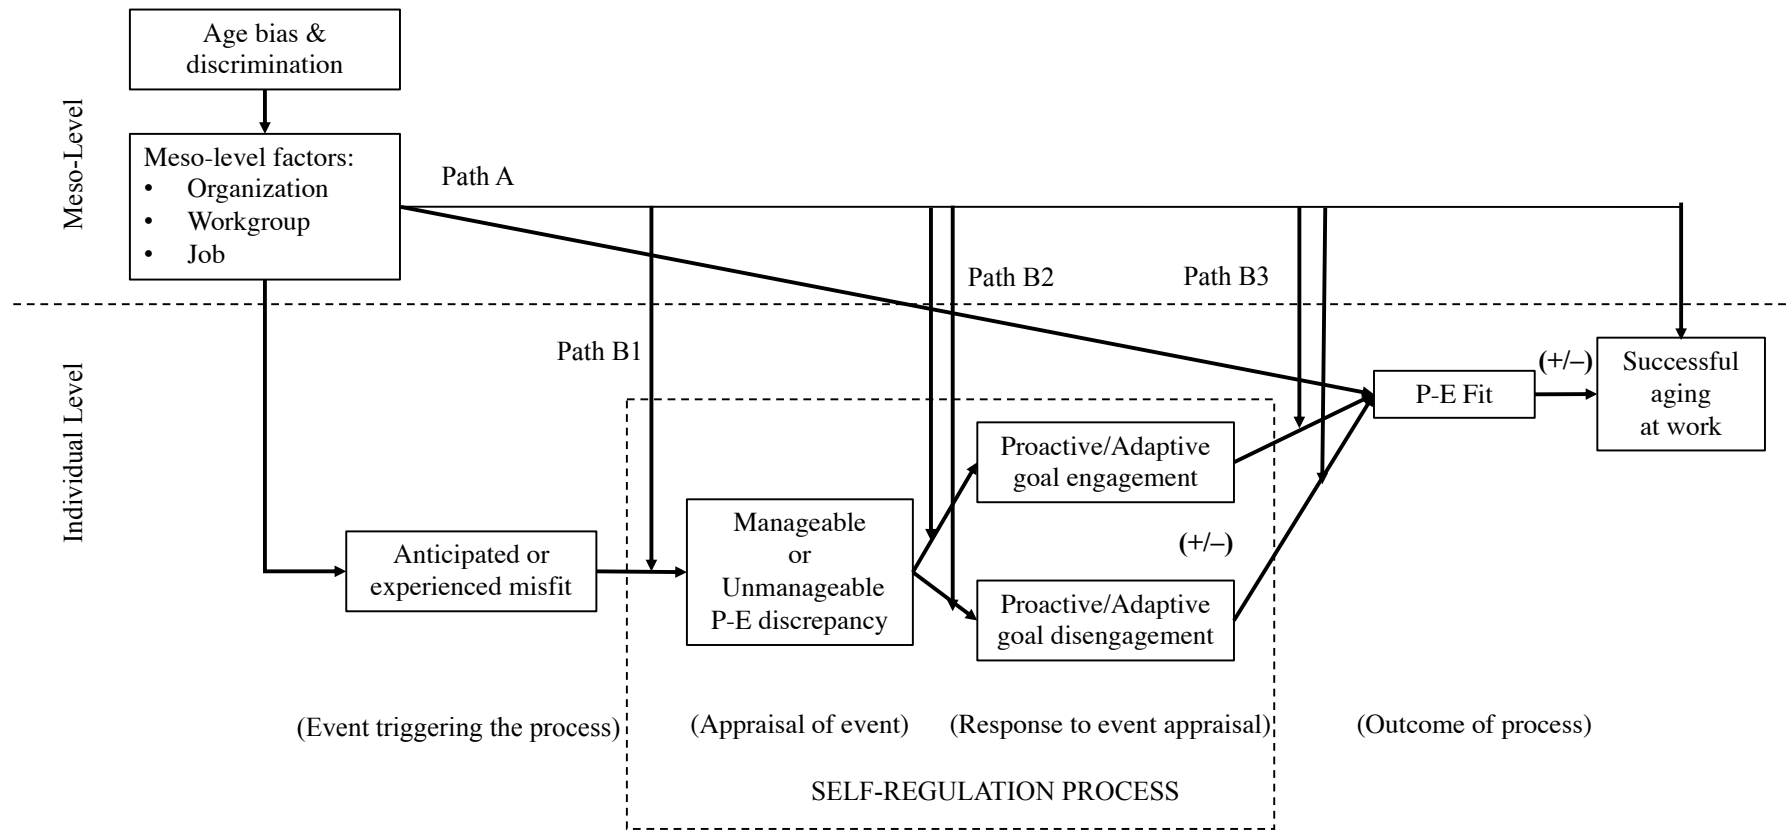 Age bias &
discrimination
Meso-Level
Meso-level factors:
• Organization
• Workgroup
• Job
Path A
Path B2
Path B3
Path B1
Individual Level
(+/–)
Successful
aging
at work
P-E Fit
Proactive/Adaptive
goal engagement
Manageable
or
Unmanageable
P-E discrepancy
Anticipated or
experienced misfit
(+/–)
Proactive/Adaptive
goal disengagement
(Event triggering the process)
(Appraisal of event)
(Response to event appraisal)
(Outcome of process)
SELF-REGULATION PROCESS